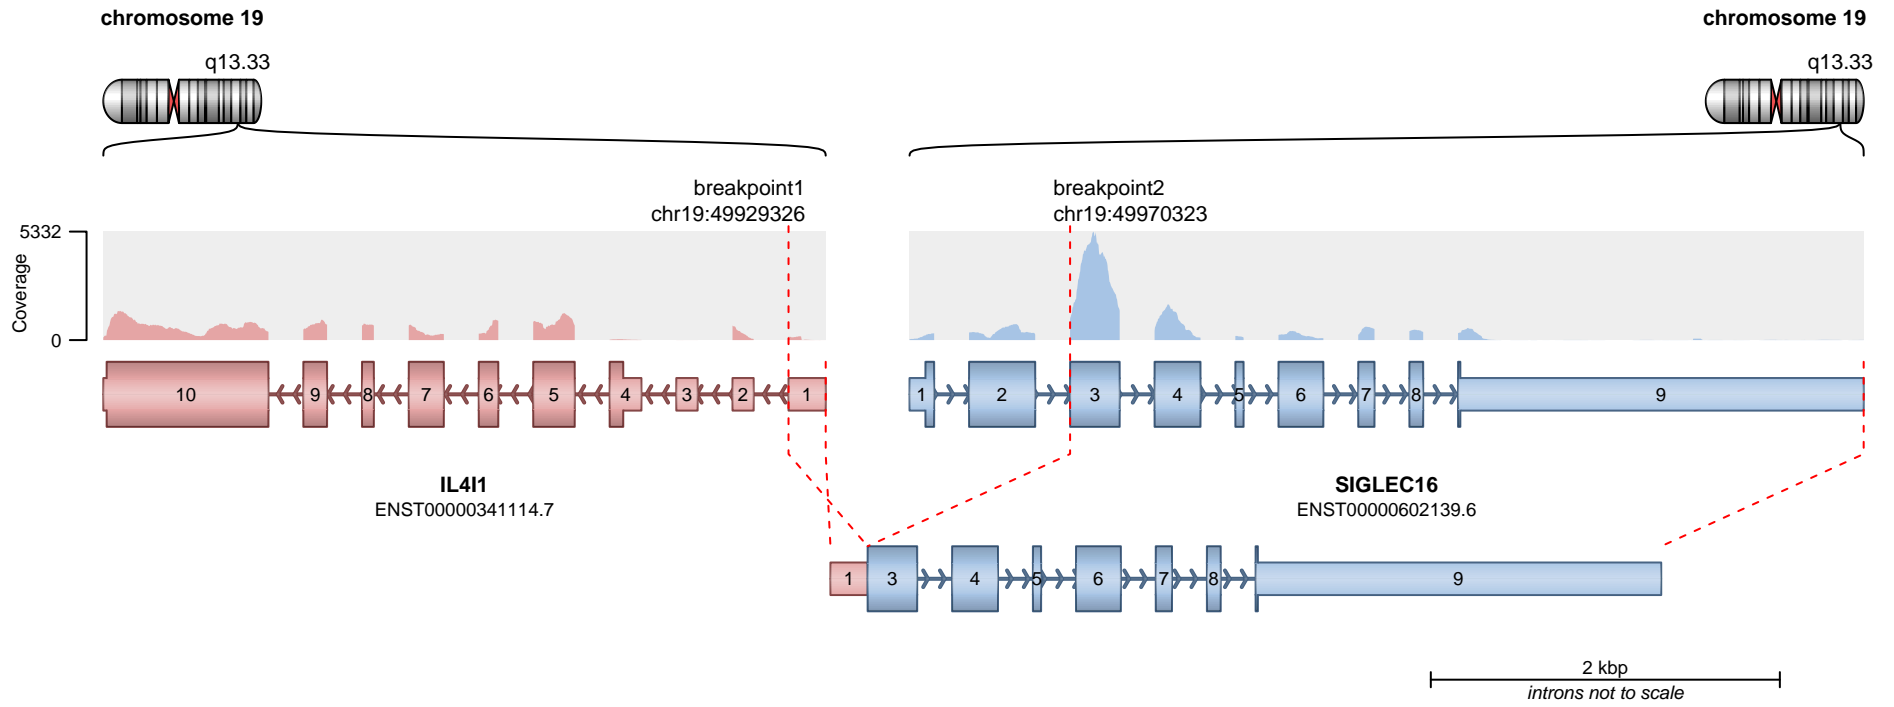 chromosome 19
chromosome 19
q13.33
q13.33
breakpoint1
chr19:49929326
breakpoint2
chr19:49970323
5332
Coverage
0
10 9 8 7 6 5 4 3 2 1
1 2 3 4 5 6 7 8 9
IL4I1
ENST00000341114.7
SIGLEC16
ENST00000602139.6
1 3 4 5 6 7 8 9
2 kbp
introns not to scale